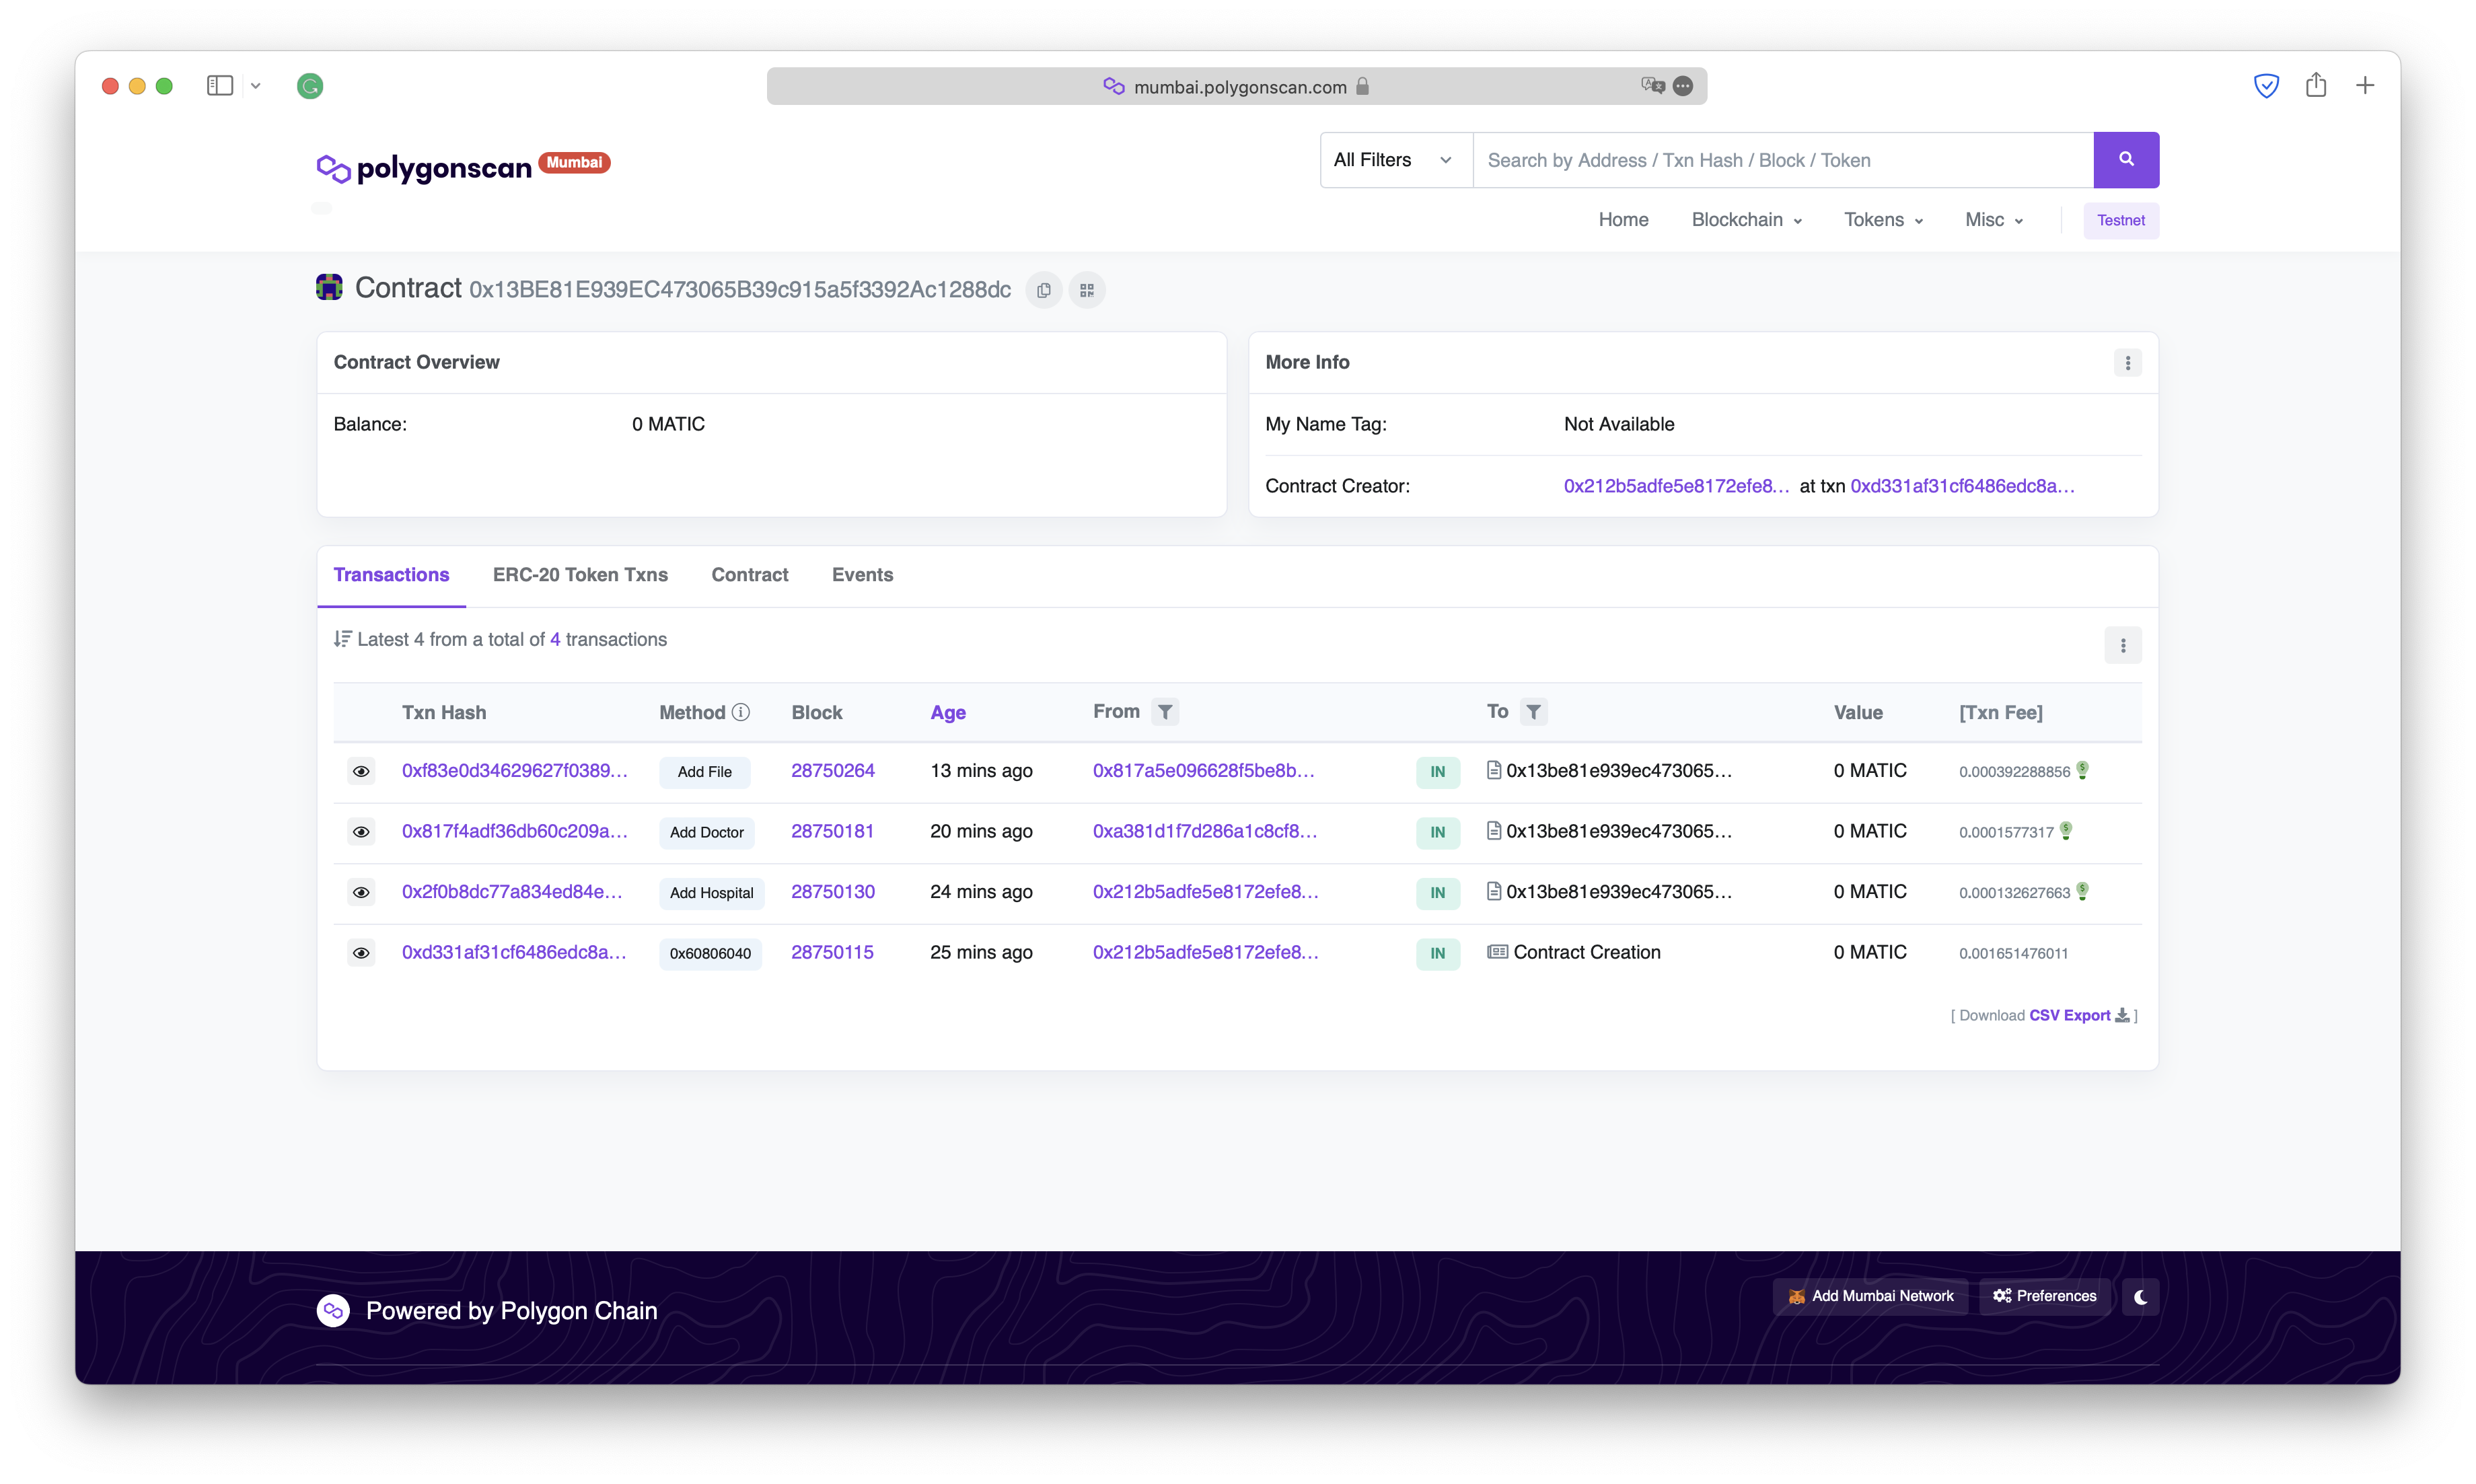 mumbai.polygonscan.com
polygonscan Mumbai
All Filters Search by Address / Txn Hash / Block / Token
Home Blockchain Tokens Misc Testnet
Contract 0x13BE81E939EC473065B39c915a5f3392Ac1288dc
Contract Overview
Balance: 0 MATIC
More Info
My Name Tag: Not Available
Contract Creator: 0x212b5adfe5e8172efe8... at txn 0xd331af31cf6486edc8a...
Transactions ERC-20 Token Txns Contract Events
Latest 4 from a total of 4 transactions
Txn Hash Method Block Age From To Value [Txn Fee]
0xf83e0d34629627f0389... Add File 28750264 13 mins ago 0x817a5e096628f5be8b... IN 0x13be81e939ec473065... 0 MATIC 0.000392288856
0x817f4adf36db60c209a... Add Doctor 28750181 20 mins ago 0xa381d1f7d286a1c8cf8... IN 0x13be81e939ec473065... 0 MATIC 0.0001577317
0x2f0b8dc77a834ed84e... Add Hospital 28750130 24 mins ago 0x212b5adfe5e8172efe8... IN 0x13be81e939ec473065... 0 MATIC 0.000132627663
0xd331af31cf6486edc8a... 0x60806040 28750115 25 mins ago 0x212b5adfe5e8172efe8... IN Contract Creation 0 MATIC 0.001651476011
[ Download CSV Export ]
Powered by Polygon Chain
Add Mumbai Network Preferences